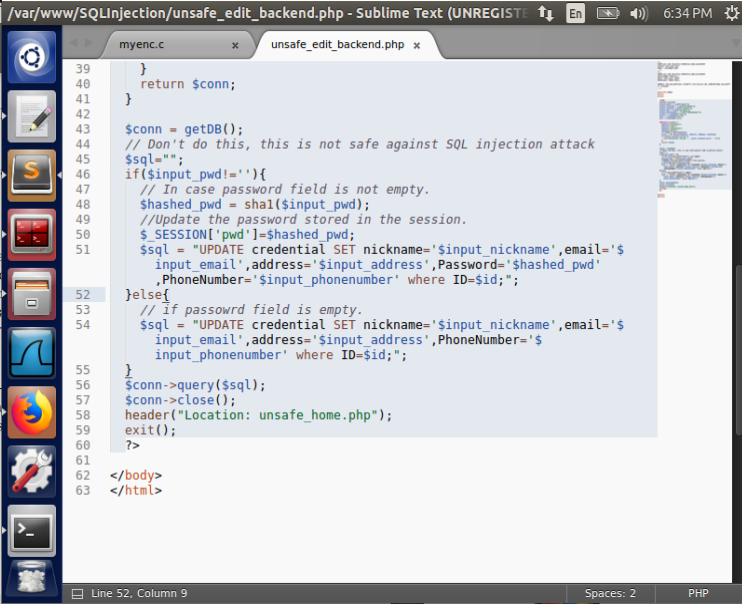 /var/www/SQLInjection/unsafe_edit_backend.php - Sublime Text (UNREGISTE
En
6:34 PM
myenc.c x
unsafe_edit_backend.php x
39 }
40 return $conn;
41 }
42
43 $conn = getDB();
44 // Don't do this, this is not safe against SQL injection attack
45 $sql="";
46 if($input_pwd!=''){
47 // In case password field is not empty.
48 $hashed_pwd = sha1($input_pwd);
49 //Update the password stored in the session.
50 $_SESSION['pwd']=$hashed_pwd;
51 $sql = "UPDATE credential SET nickname='$input_nickname',email='$
input_email',address='$input_address',Password='$hashed_pwd'
,PhoneNumber='$input_phonenumber' where ID=$id;";
52 }else{
53 // if passowrd field is empty.
54 $sql = "UPDATE credential SET nickname='$input_nickname',email='$
input_email',address='$input_address',PhoneNumber='$
input_phonenumber' where ID=$id;";
55 }
56 $conn->query($sql);
57 $conn->close();
58 header("Location: unsafe_home.php");
59 exit();
60 ?>
61
62 </body>
63 </html>
Line 52, Column 9
Spaces: 2
PHP